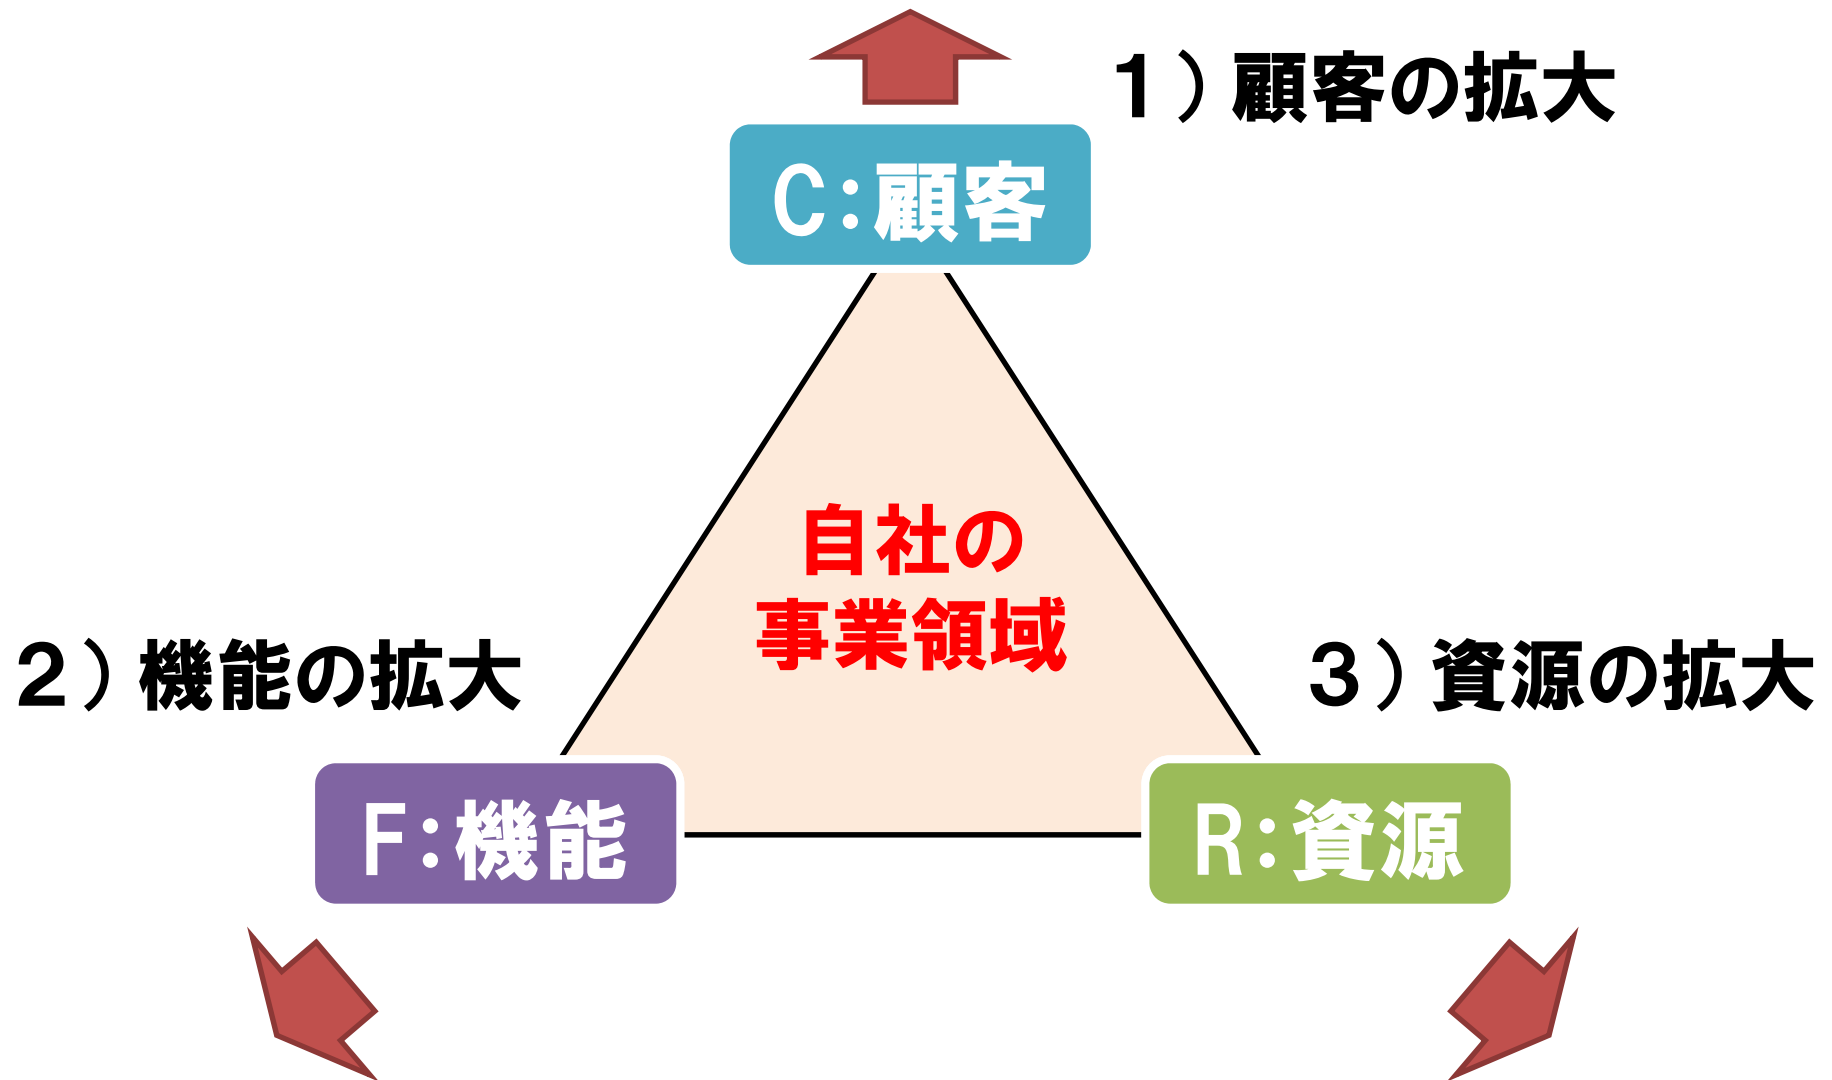 1）顧客の拡大
C：顧客
自社の
事業領域
2）機能の拡大
3）資源の拡大
F：機能
R：資源